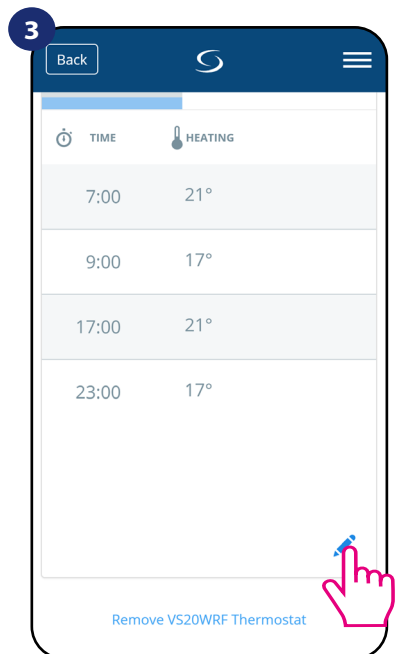 3
Back
TIME HEATING
7:00 21°
9:00 17°
17:00 21°
23:00 17°
Remove VS20WRF Thermostat